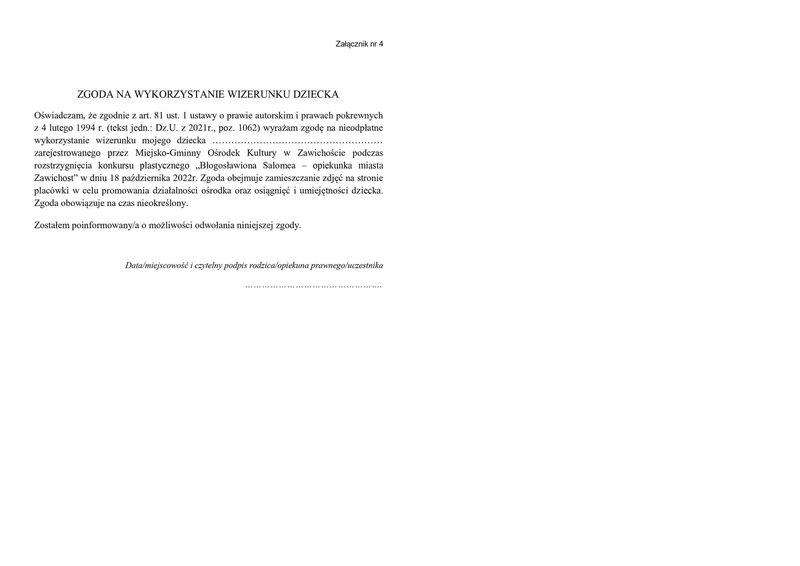 Załącznik nr 4
ZGODA NA WYKORZYSTANIE WIZERUNKU DZIECKA
Oświadczam, że zgodnie z art. 81 ust. 1 ustawy o prawie autorskim i prawach pokrewnych
z 4 lutego 1994 r. (tekst jedn.: Dz.U. z 2021r., poz. 1062) wyrażam zgodę na nieodpłatne
wykorzystanie wizerunku mojego dziecka ………………………………………………
zarejestrowanego przez Miejsko-Gminny Ośrodek Kultury w Zawichoście podczas
rozstrzygnięcia konkursu plastycznego „Błogosławiona Salomea – opiekunka miasta
Zawichost” w dniu 18 października 2022r. Zgoda obejmuje zamieszczanie zdjęć na stronie
placówki w celu promowania działalności ośrodka oraz osiągnięć i umiejętności dziecka.
Zgoda obowiązuje na czas nieokreślony.
Zostałem poinformowany/a o możliwości odwołania niniejszej zgody.
Data/miejscowość i czytelny podpis rodzica/opiekuna prawnego/uczestnika
………………………………………….